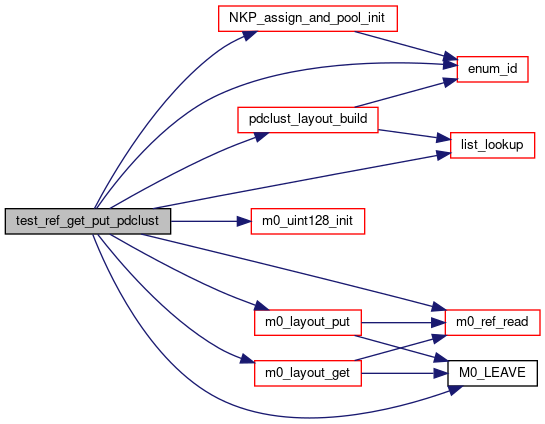 NKP_assign_and_pool_init
enum_id
pdclust_layout_build
list_lookup
test_ref_get_put_pdclust
m0_uint128_init
m0_layout_put
m0_ref_read
m0_layout_get
M0_LEAVE